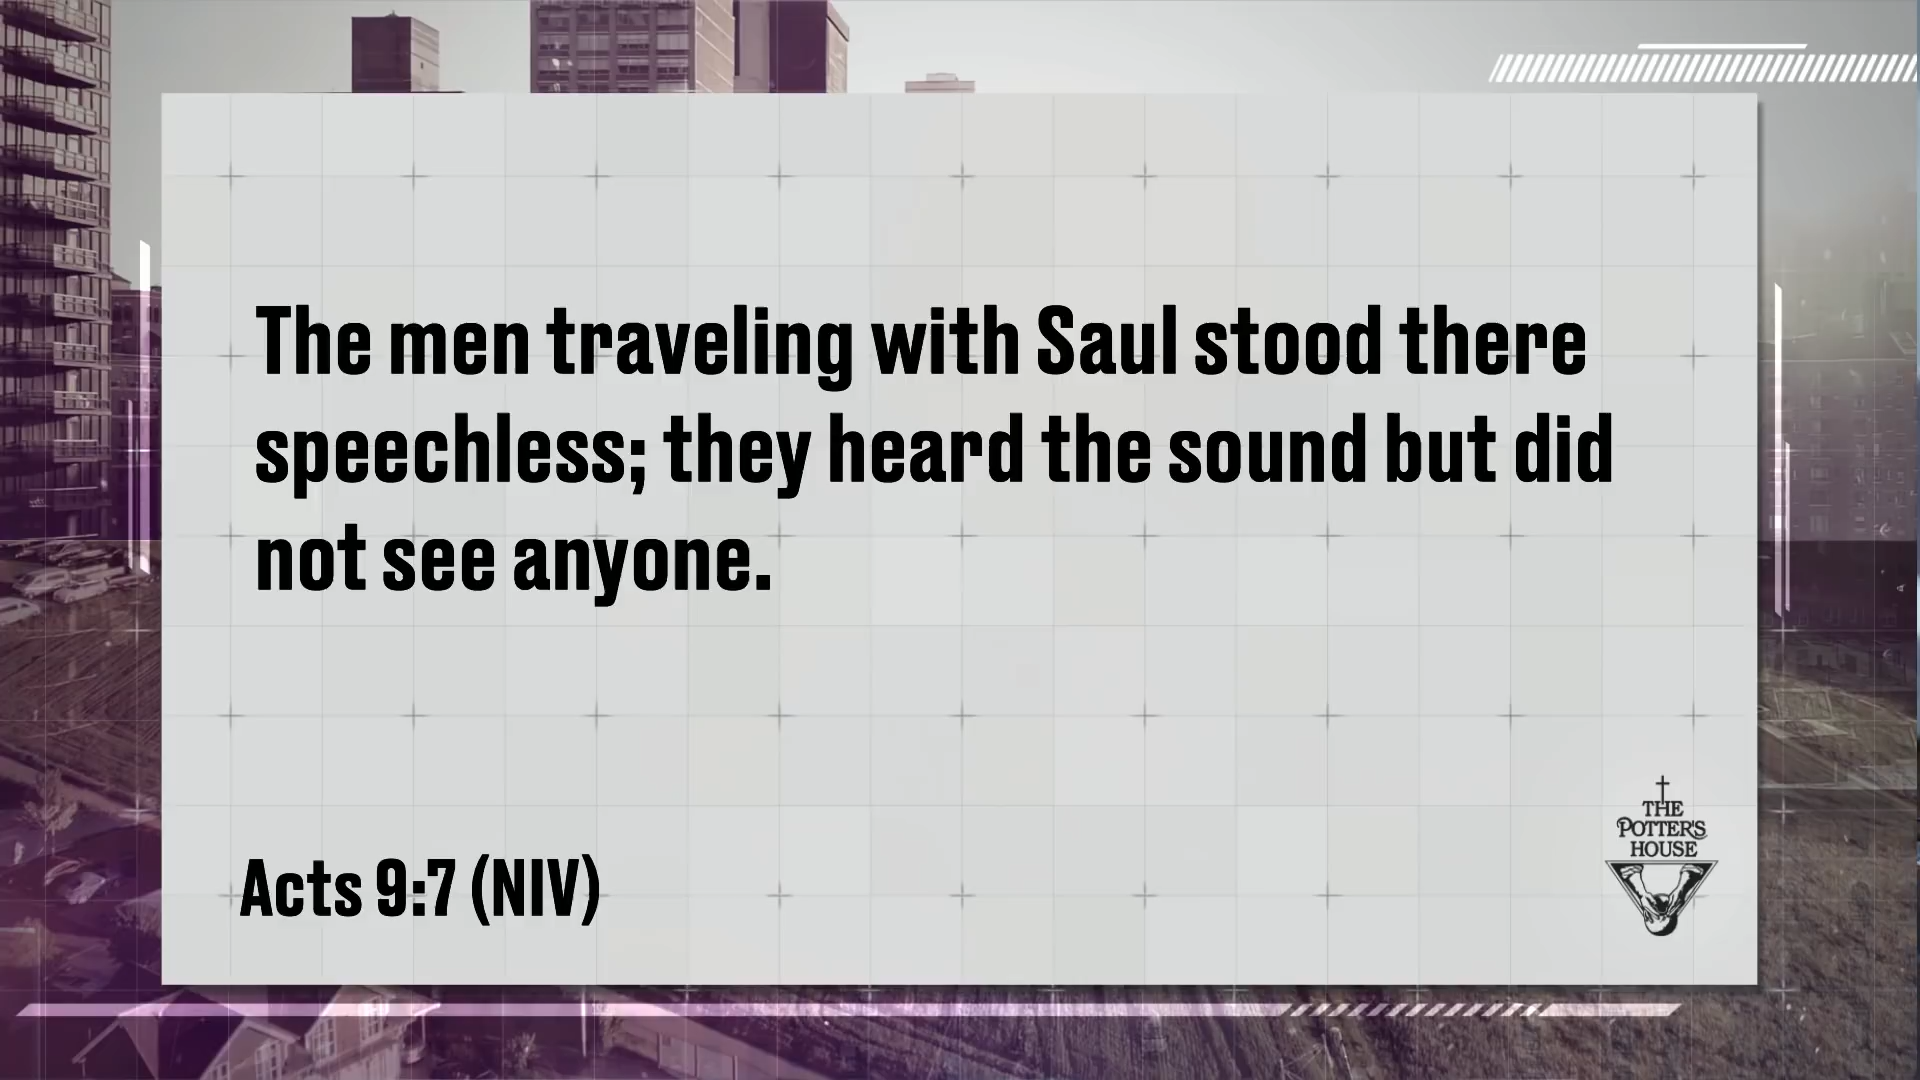 The men traveling with Saul stood there
speechless; they heard the sound but did
not see anyone.
Acts 9:7 (NIV)
THE
POTTER'S
HOUSE